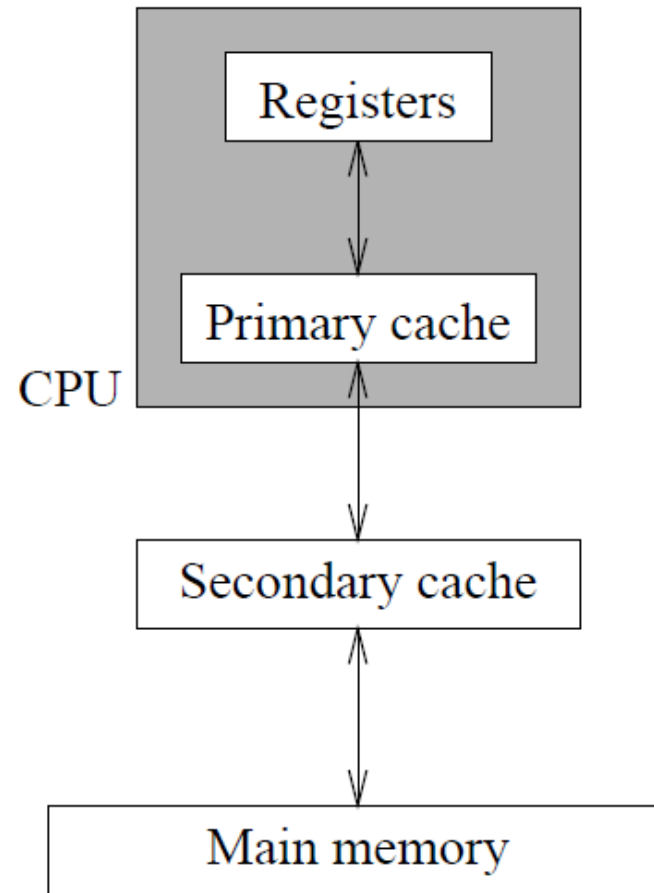 Registers
Primary cache
CPU
Secondary cache
Main memory